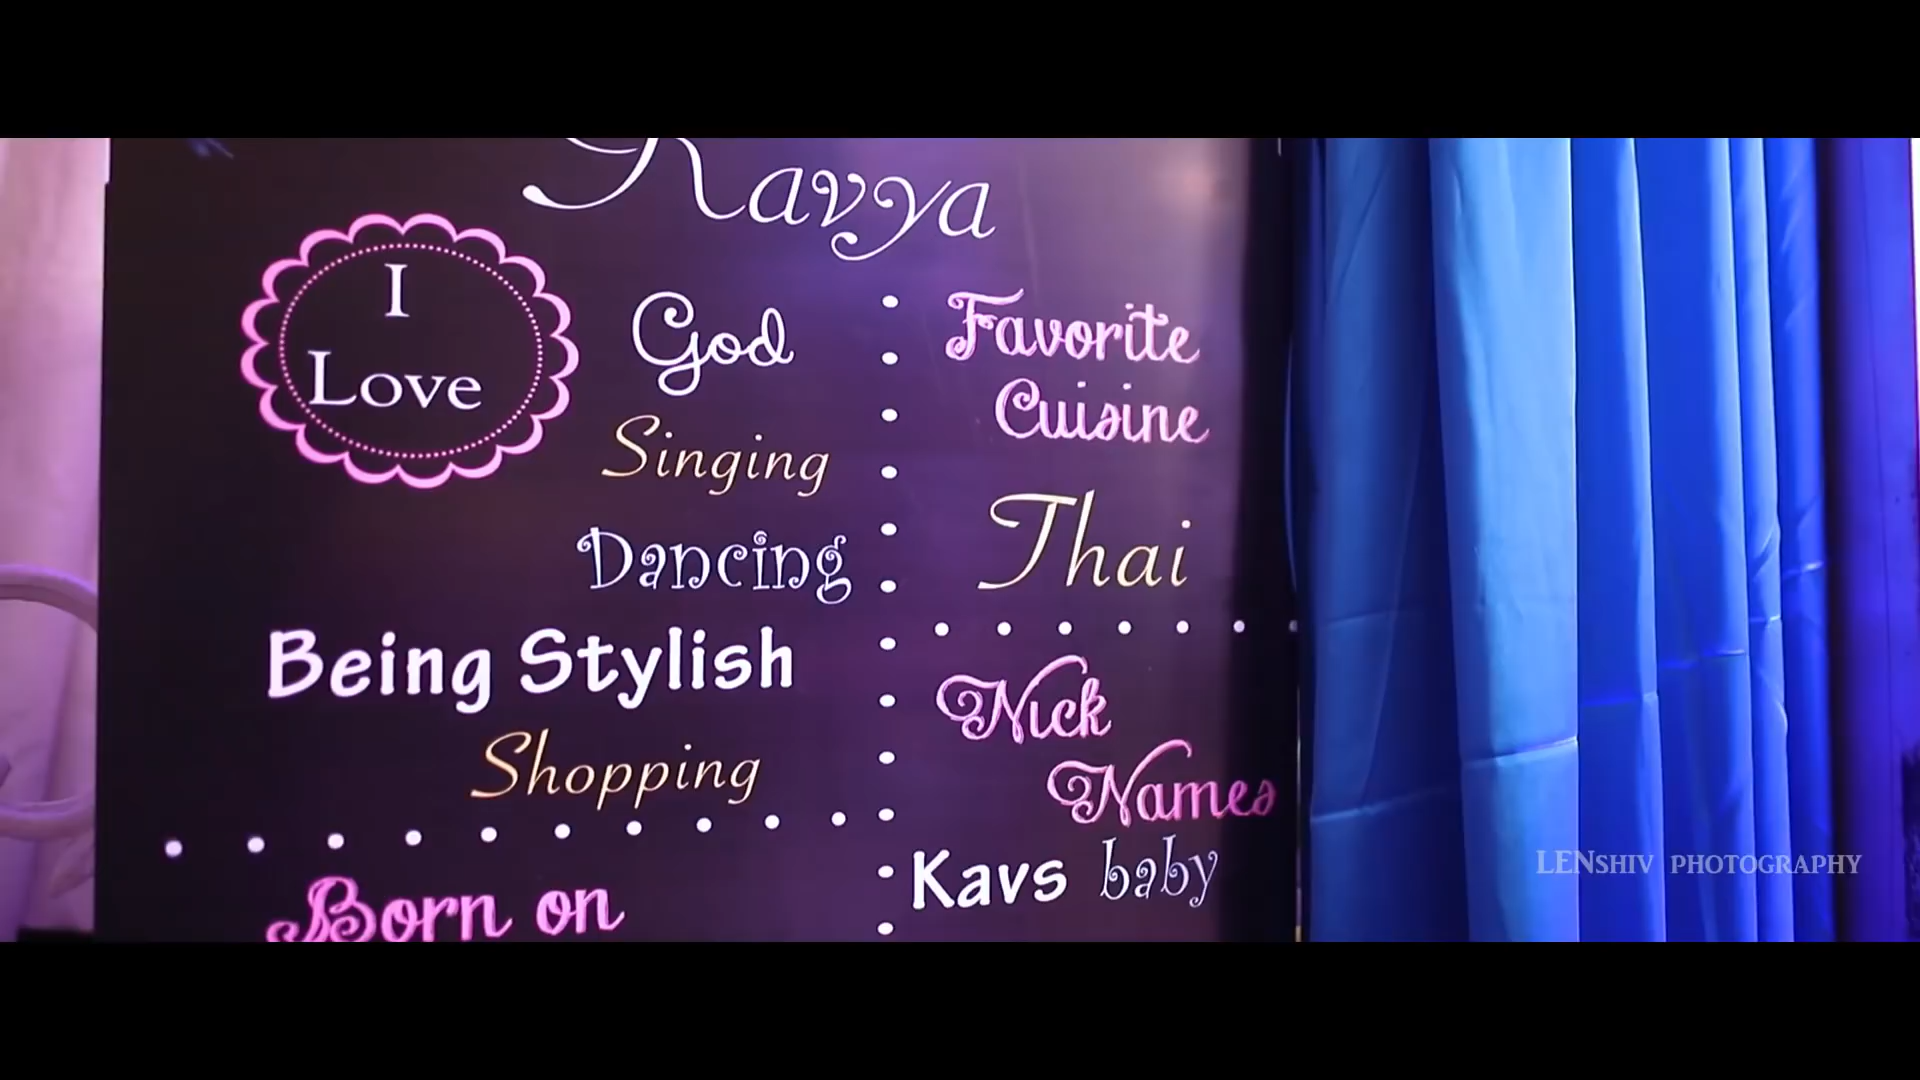 Kavya
I
Love
God
Singing
Dancing
Being Stylish
Shopping
Born on
Favorite
Cuisine
Thai
Nick
Names
Kavs baby
LENSHIV PHOTOGRAPHY